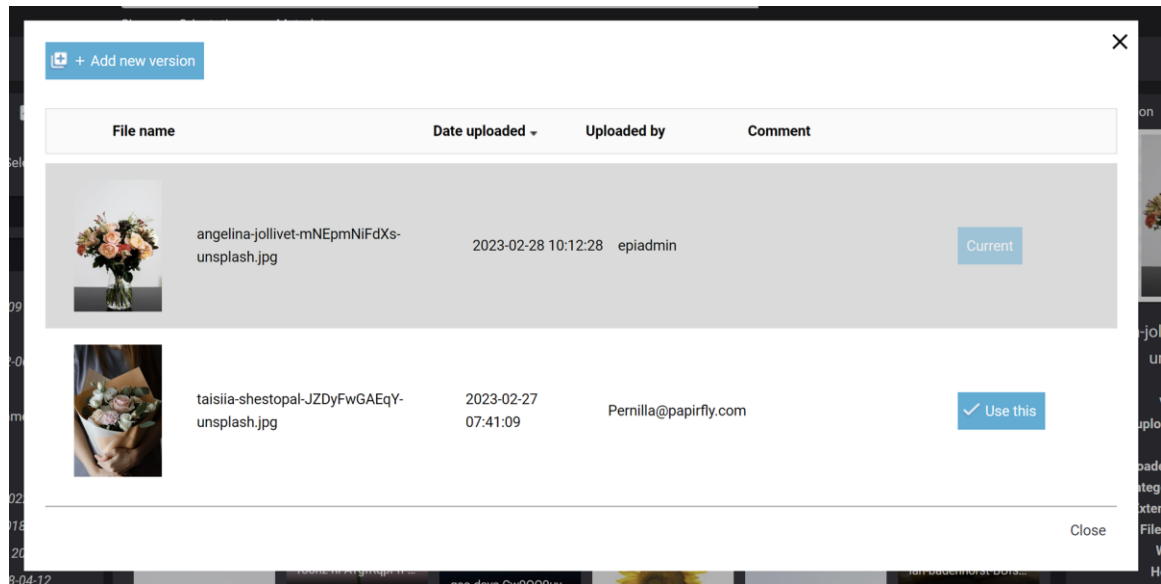 + Add new version
File name Date uploaded Uploaded by Comment
angelina-jollivet-mNEpmNiFdXs-
unsplash.jpg
2023-02-28 10:12:28 epiadmin
Current
taisiia-shestopal-JZDyFwGAEqY-
unsplash.jpg
2023-02-27
07:41:09
Pernilla@papirfly.com
Use this
Close